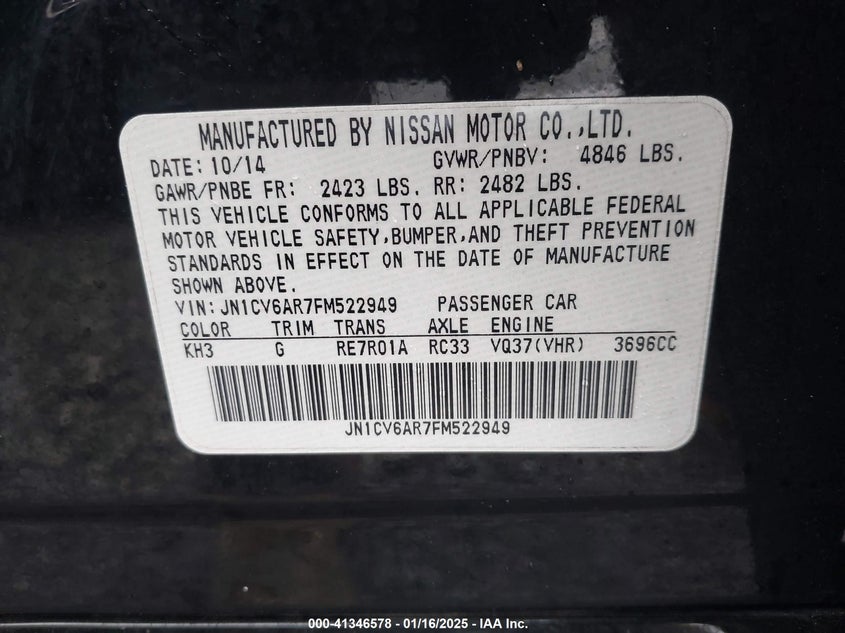 MANUFACTURED BY NISSAN MOTOR CO.,LTD.
DATE: 10/14 GVWR/PNBV: 4846 LBS.
GAWR/PNBE FR: 2423 LBS. RR: 2482 LBS.
THIS VEHICLE CONFORMS TO ALL APPLICABLE FEDERAL
MOTOR VEHICLE SAFETY,BUMPER,AND THEFT PREVENTION
STANDARDS IN EFFECT ON THE DATE OF MANUFACTURE
SHOWN ABOVE.
VIN:JN1CV6AR7FM522949 PASSENGER CAR
COLOR TRIM TRANS AXLE ENGINE
KH3 G RE7R01A RC33 VQ37(VHR) 3696CC
JN1CV6AR7FM522949
000-41346578 - 01/16/2025 - IAA Inc.